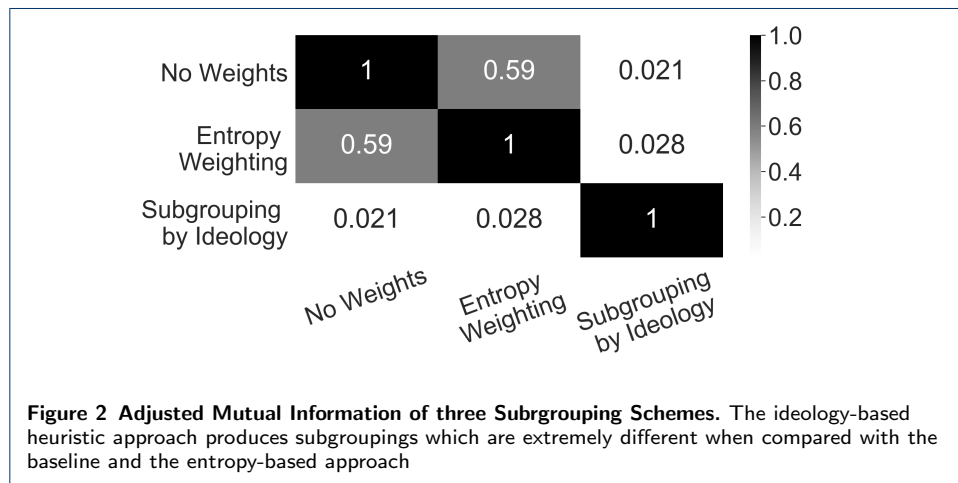 No Weights 1 0.59 0.021
Entropy
Weighting 0.59 1 0.028
Subgrouping
by Ideology 0.021 0.028 1
1.0
0.8
0.6
0.4
0.2
No Weights
Entropy
Weighting
Subgrouping
by Ideology
Figure 2 Adjusted Mutual Information of three Subrgrouping Schemes. The ideology-based
heuristic approach produces subgroupings which are extremely different when compared with the
baseline and the entropy-based approach